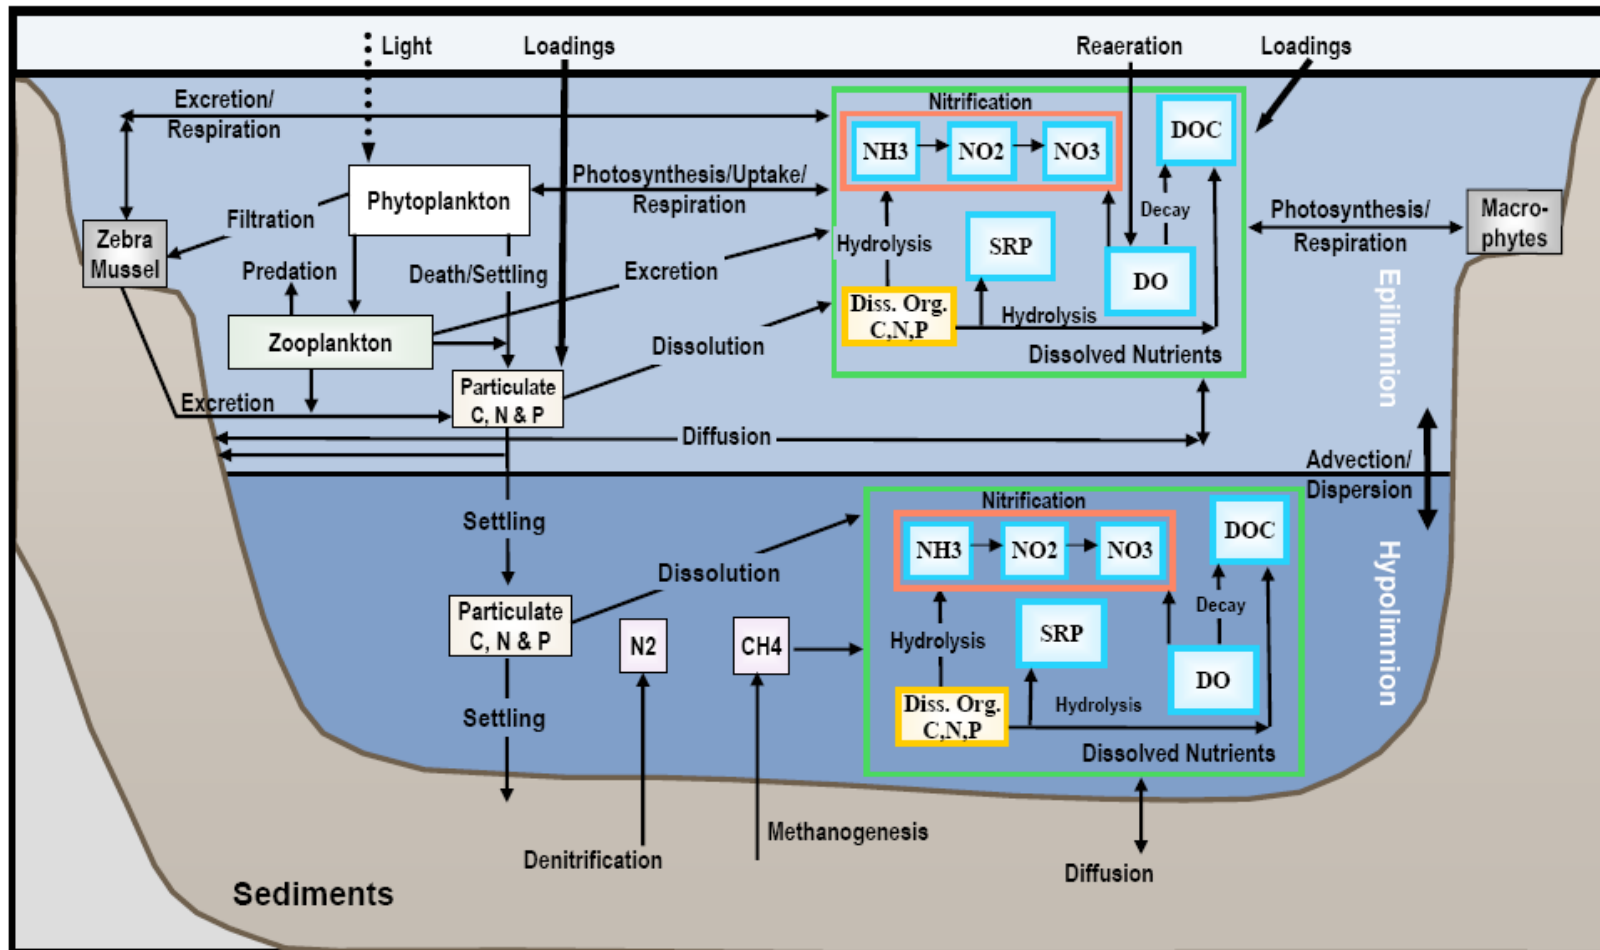 Light
Loadings
Reaeration
Loadings
Excretion/
Respiration
Nitrification
NH3
NO2
NO3
DOC
Phytoplankton
Photosynthesis/Uptake/
Respiration
Filtration
Zebra
Mussel
Predation
Death/Settling
Excretion
Hydrolysis
SRP
Decay
DO
Photosynthesis/
Respiration
Macro-
phytes
Zooplankton
Dissolution
Diss. Org.
C,N,P
Hydrolysis
Dissolved Nutrients
Epilimnion
Particulate
C, N & P
Excretion
Diffusion
Advection/
Dispersion
Settling
Nitrification
NH3
NO2
NO3
DOC
Dissolution
Hypolimnion
Particulate
C, N & P
N2
CH4
Hydrolysis
SRP
Decay
DO
Diss. Org.
C,N,P
Hydrolysis
Dissolved Nutrients
Settling
Methanogenesis
Denitrification
Diffusion
Sediments